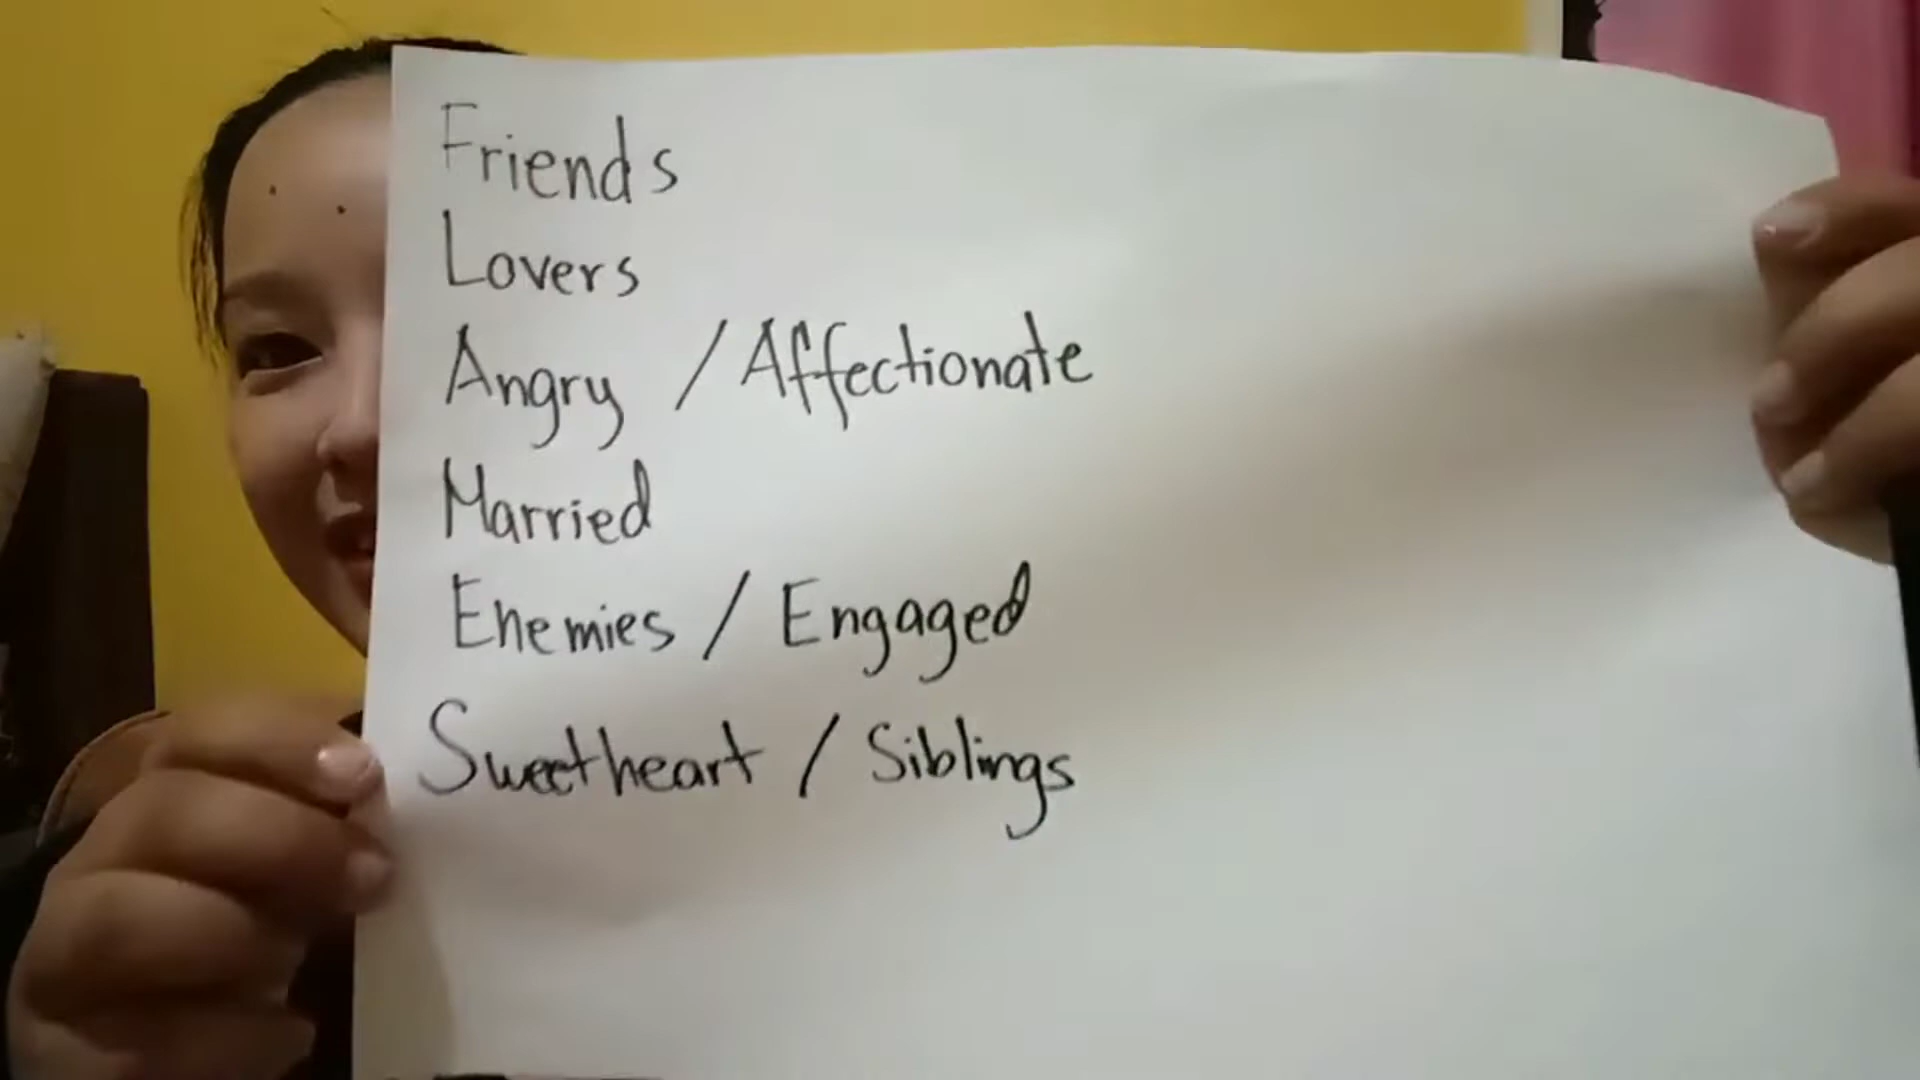 Friends
Lovers
Angry / Affectionate
Married
Enemies / Engaged
Sweetheart / Siblings